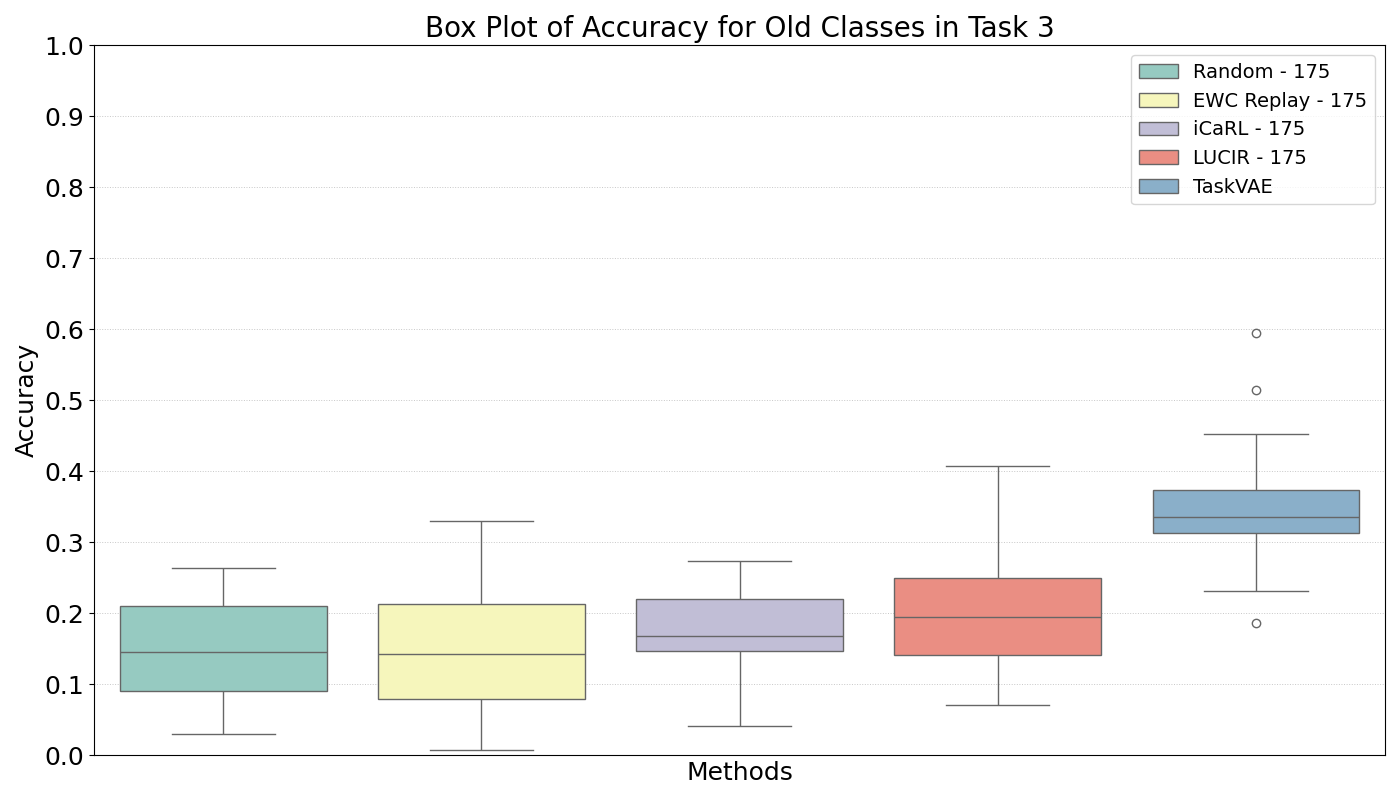 Box Plot of Accuracy for Old Classes in Task 3
1.0
0.9
0.8
0.7
0.6
0.5
0.4
0.3
0.2
0.1
0.0
Accuracy
Methods
Random - 175
EWC Replay - 175
iCaRL - 175
LUCIR - 175
TaskVAE